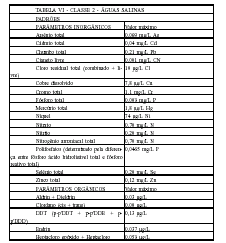 TABELA VI - CLASSE 2 - ÁGUAS SALINAS
PADRÕES
PARÂMETROS INORGÂNICOS Valor máximo
Arsênio total 0,069 mg/L As
Cádmio total 0,04 mg/L Cd
Chumbo total 0,21 mg/L Pb
Cianeto livre 0,001 mg/L CN
Cloro residual total (combinado + li- 19 µg/L Cl
vre)
Cobre dissolvido 7,8 µg/L Cu
Cromo total 1,1 mg/L Cr
Fósforo total 0,093 mg/L P
Mercúrio total 1,8 µg/L Hg
Níquel 74 µg/L Ni
Nitrato 0,70 mg/L N
Nitrito 0,20 mg/L N
Nitrogênio amoniacal total 0,70 mg/L N
Polifosfatos (determinado pela diferen- 0,0465 mg/L P
ça entre fósforo ácido hidrolisável total e fósforo
reativo total)
Selênio total 0,29 mg/L Se
Zinco total 0,12 mg/L Zn
PARÂMETROS ORGÂNICOS Valor máximo
Aldrin + Dieldrin 0,03 µg/L
Clordano (cis + trans) 0,09 µg/L
DDT (p-p'DDT + p-p'DDE + p- 0,13 µg/L
p'DDD)
Endrin 0,037 µg/L
Heptacloro epóxido + Heptacloro 0,053 µg/L